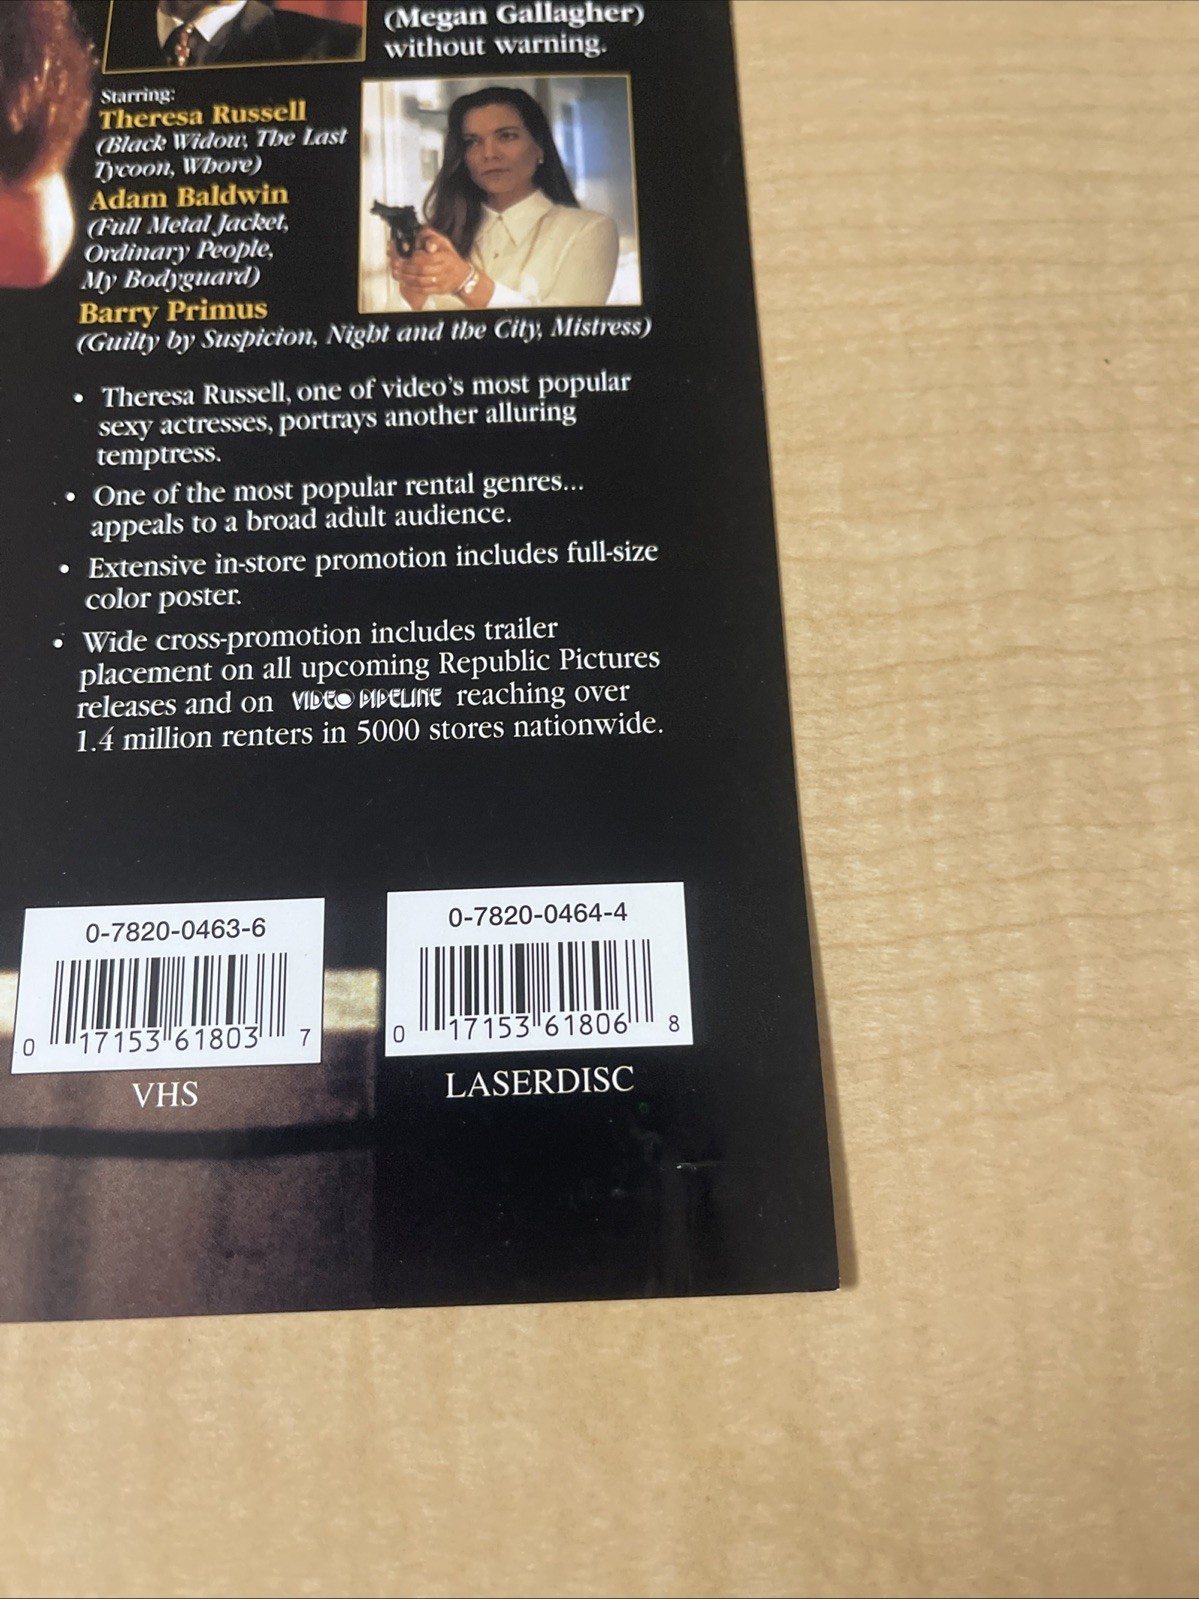 (Megan Gallagher)
without warning.
Starring:
Theresa Russell
(Black Widow, The Last
Tycoon, Whore)
Adam Baldwin
(Full Metal Jacket,
Ordinary People,
My Bodyguard)
Barry Primus
(Guilty by Suspicion, Night and the City, Mistress)
• Theresa Russell, one of video's most popular
sexy actresses, portrays another alluring
temptress.
• One of the most popular rental genres...
appeals to a broad adult audience.
• Extensive in-store promotion includes full-size
color poster.
• Wide cross-promotion includes trailer
placement on all upcoming Republic Pictures
releases and on VIDEO PIPELINE reaching over
1.4 million renters in 5000 stores nationwide.
0-7820-0463-6
0 17153 61803 7
VHS
0-7820-0464-4
0 17153 61806 8
LASERDISC